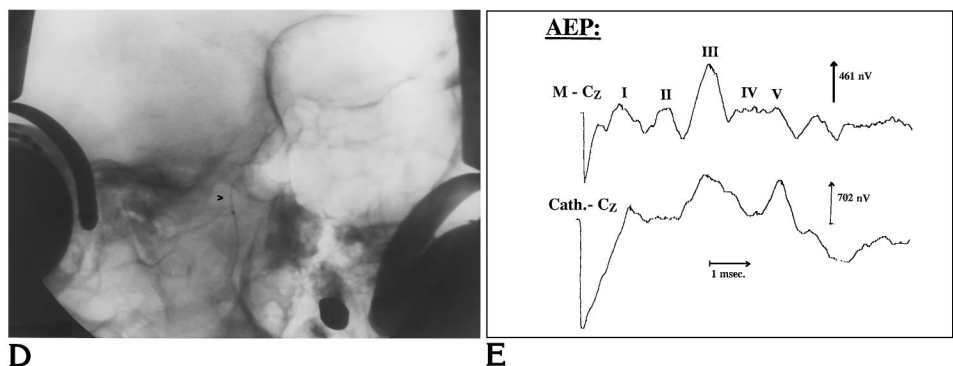 AEP:
III
I
II
IV
V
461 nV
M - Cz
Cath.- Cz
702 nV
1 msec.
>
D
E